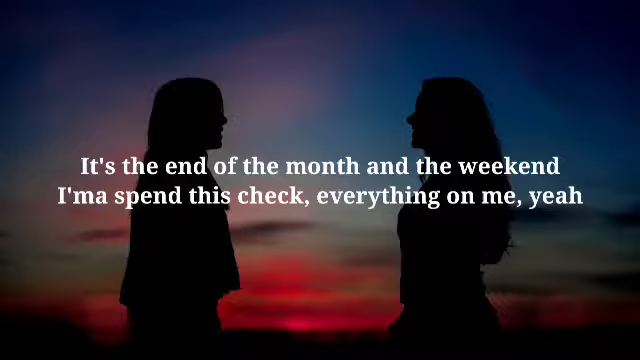 It's the end of the month and the weekend
I'ma spend this check, everything on me, yeah